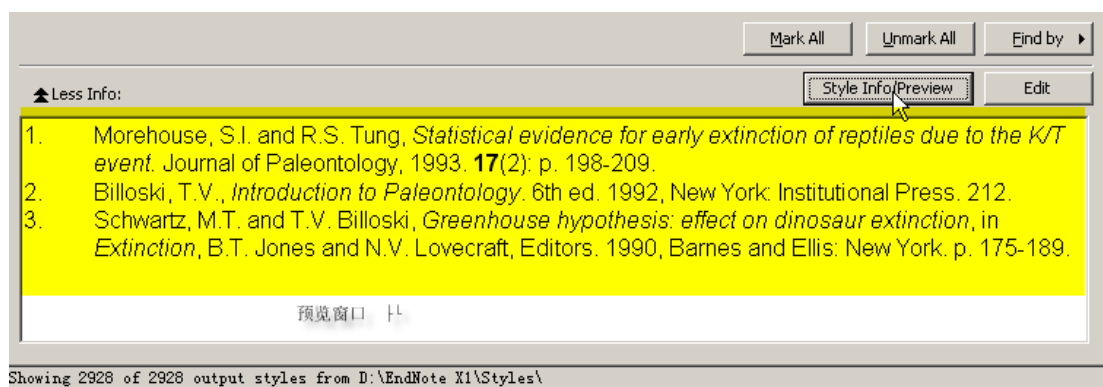 Mark All Unmark All Find by
Less Info: Style Info/Preview Edit
1. Morehouse, S.I. and R.S. Tung, Statistical evidence for early extinction of reptiles due to the K/T
event. Journal of Paleontology, 1993. 17(2): p. 198-209.
2. Billoski, T.V., Introduction to Paleontology. 6th ed. 1992, New York: Institutional Press. 212.
3. Schwartz, M.T. and T.V. Billoski, Greenhouse hypothesis: effect on dinosaur extinction, in
Extinction, B.T. Jones and N.V. Lovecraft, Editors. 1990, Barnes and Ellis: New York. p. 175-189.
预览窗口
Showing 2928 of 2928 output styles from D:\EndNote X1\Styles\